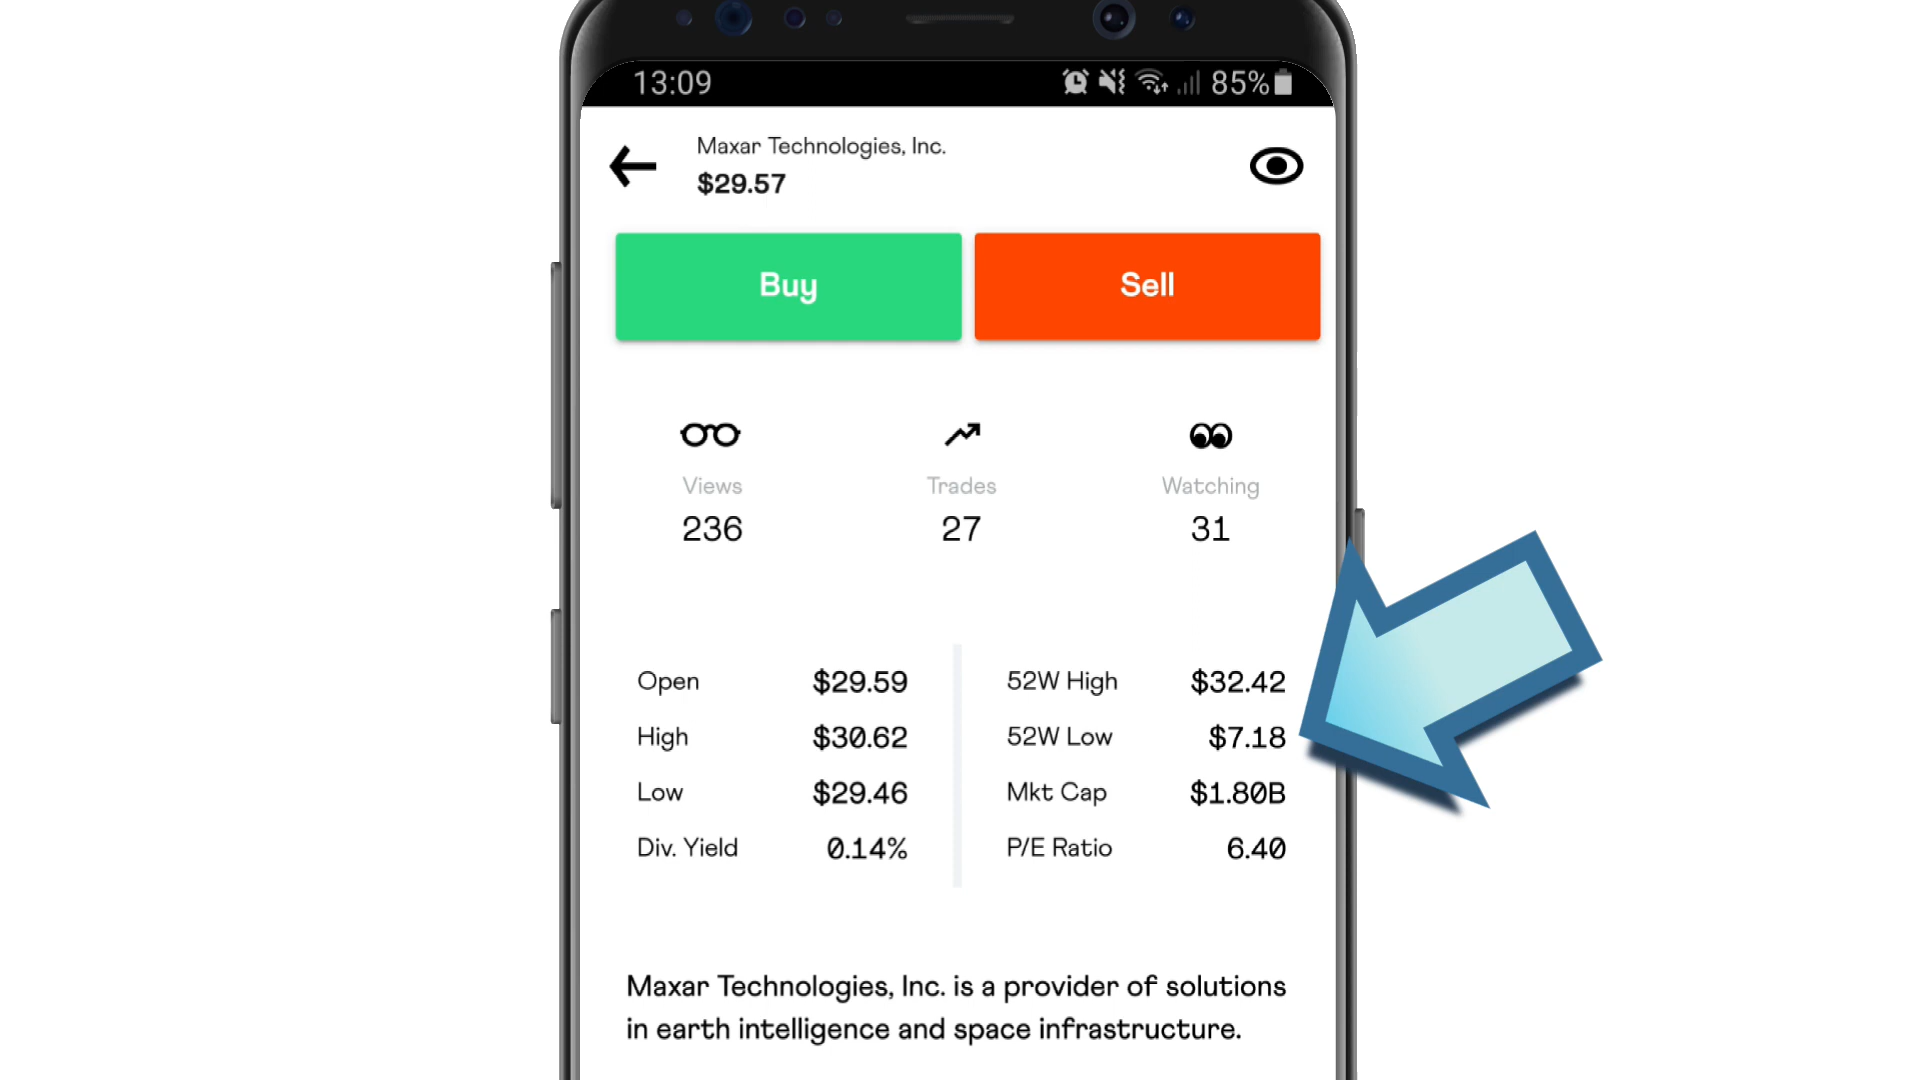 13:09 85%
Maxar Technologies, Inc.
$29.57
Buy Sell
Views Trades Watching
236 27 31
Open $29.59 52W High $32.42
High $30.62 52W Low $7.18
Low $29.46 Mkt Cap $1.80B
Div. Yield 0.14% P/E Ratio 6.40
Maxar Technologies, Inc. is a provider of solutions
in earth intelligence and space infrastructure.